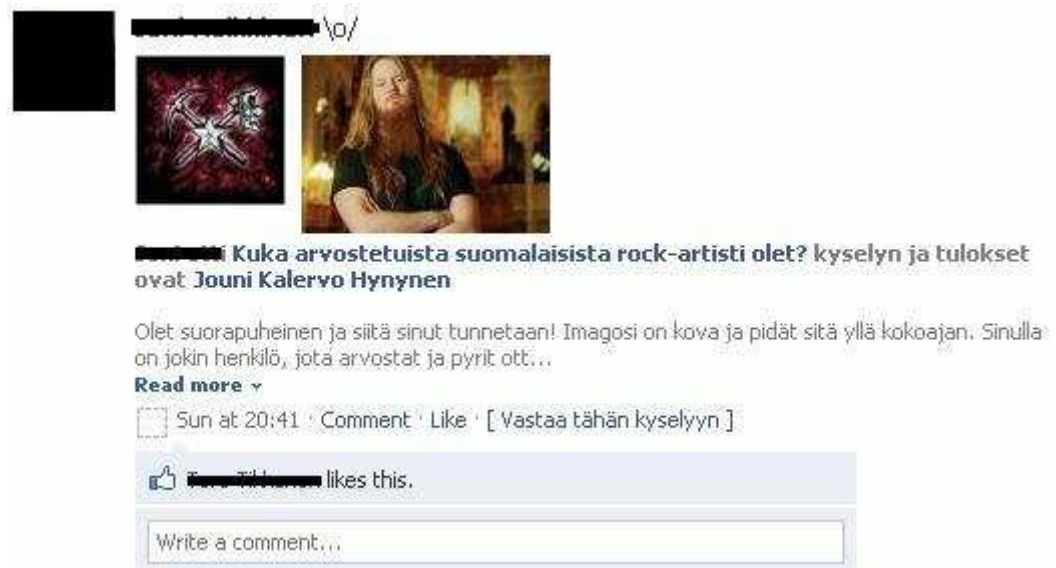 \o/
Kuka arvostetuista suomalaisista rock-artisti olet? kyselyn ja tulokset
ovat Jouni Kalervo Hynynen
Olet suorapuheinen ja siitä sinut tunnetaan! Imagosi on kova ja pidät sitä yllä kokoajan. Sinulla
on jokin henkilö, jota arvostat ja pyrit ott...
Read more
Sun at 20:41 · Comment · Like · [ Vastaa tähän kyselyyn ]
likes this.
Write a comment...